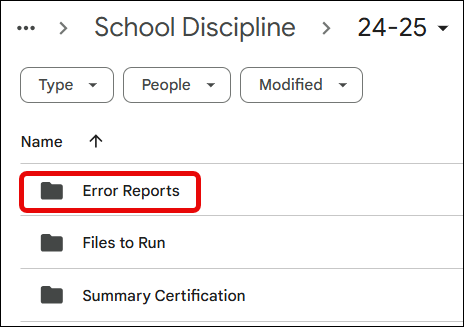 ... > School Discipline > 24-25
Type People Modified
Name
Error Reports
Files to Run
Summary Certification